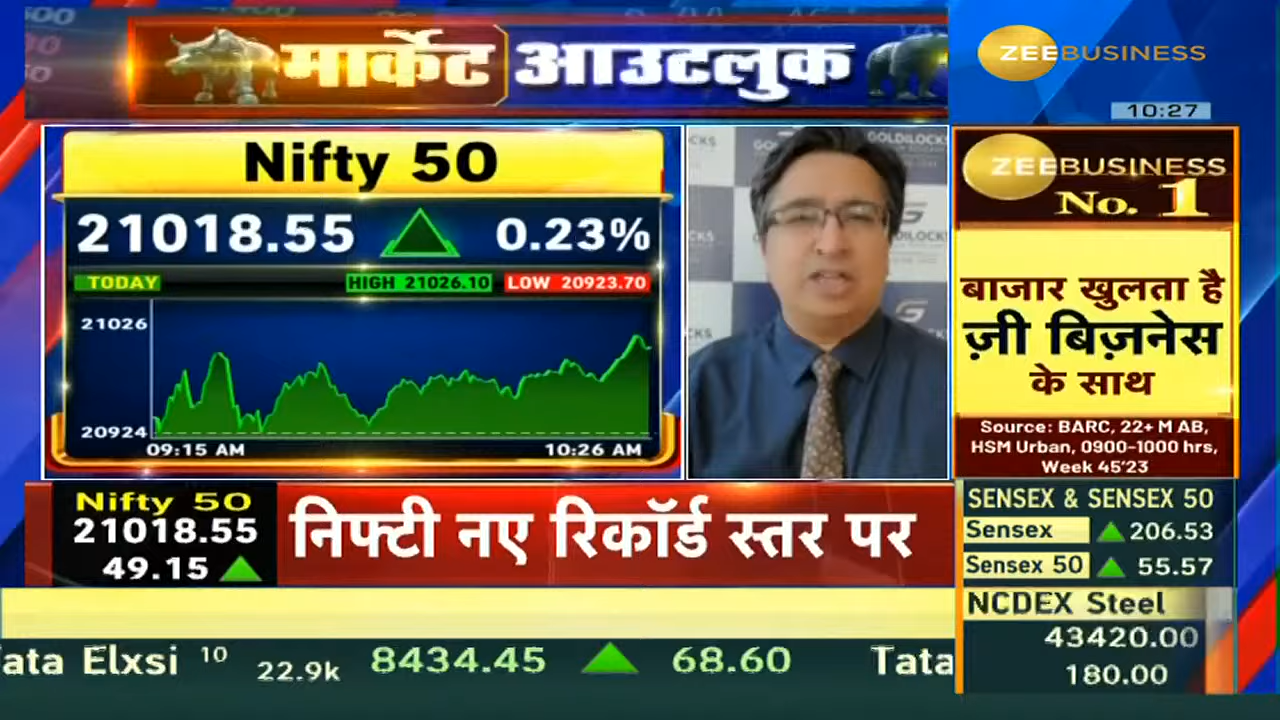 मार्केट आउटलुक
ZEEBUSINESS
10:27
Nifty 50
21018.55 0.23%
TODAY HIGH 21026.10 LOW 20923.70
21026
20924
09:15 AM 10:26 AM
GOLDILOCKS
ZEEBUSINESS
No. 1
बाजार खुलता है
ज़ी बिज़नेस
के साथ
Source: BARC, 22+ M AB,
HSM Urban, 0900-1000 hrs,
Week 45'23
Nifty 50
21018.55
49.15
निफ्टी नए रिकॉर्ड स्तर पर
SENSEX & SENSEX 50
Sensex 206.53
Sensex 50 55.57
NCDEX Steel
43420.00
180.00
ata Elxsi 10 22.9k 8434.45 68.60 Tata